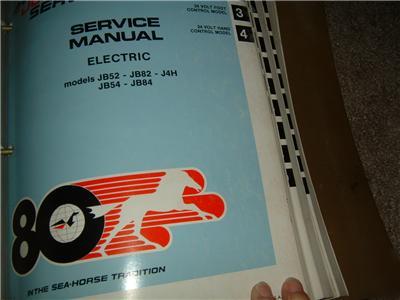 SERVICE
MANUAL
ELECTRIC
models JB52 - JB82 - J4H
JB54 - JB84
80
IN THE SEA-HORSE TRADITION
24 VOLT FOOT
CONTROL MODEL
3
24 VOLT HAND
CONTROL MODEL
4